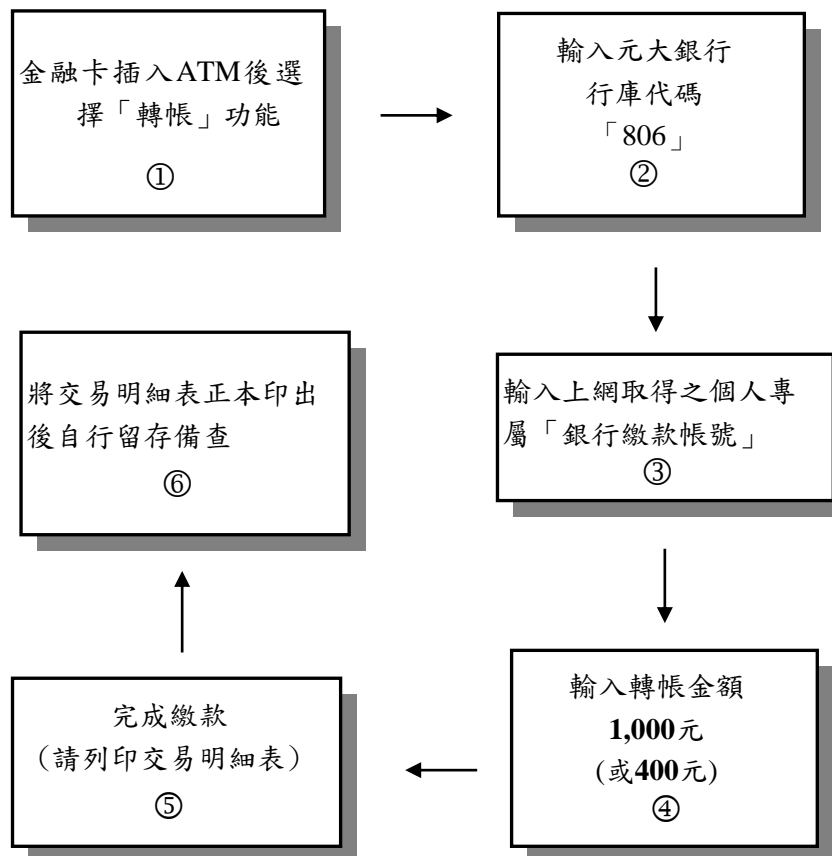 金融卡插入ATM後選
擇「轉帳」功能
①
輸入元大銀行
行庫代碼
「806」
②
輸入上網取得之個人專
屬「銀行繳款帳號」
③
輸入轉帳金額
1,000元
(或400元)
④
完成繳款
（請列印交易明細表）
⑤
將交易明細表正本印出
後自行留存備查
⑥